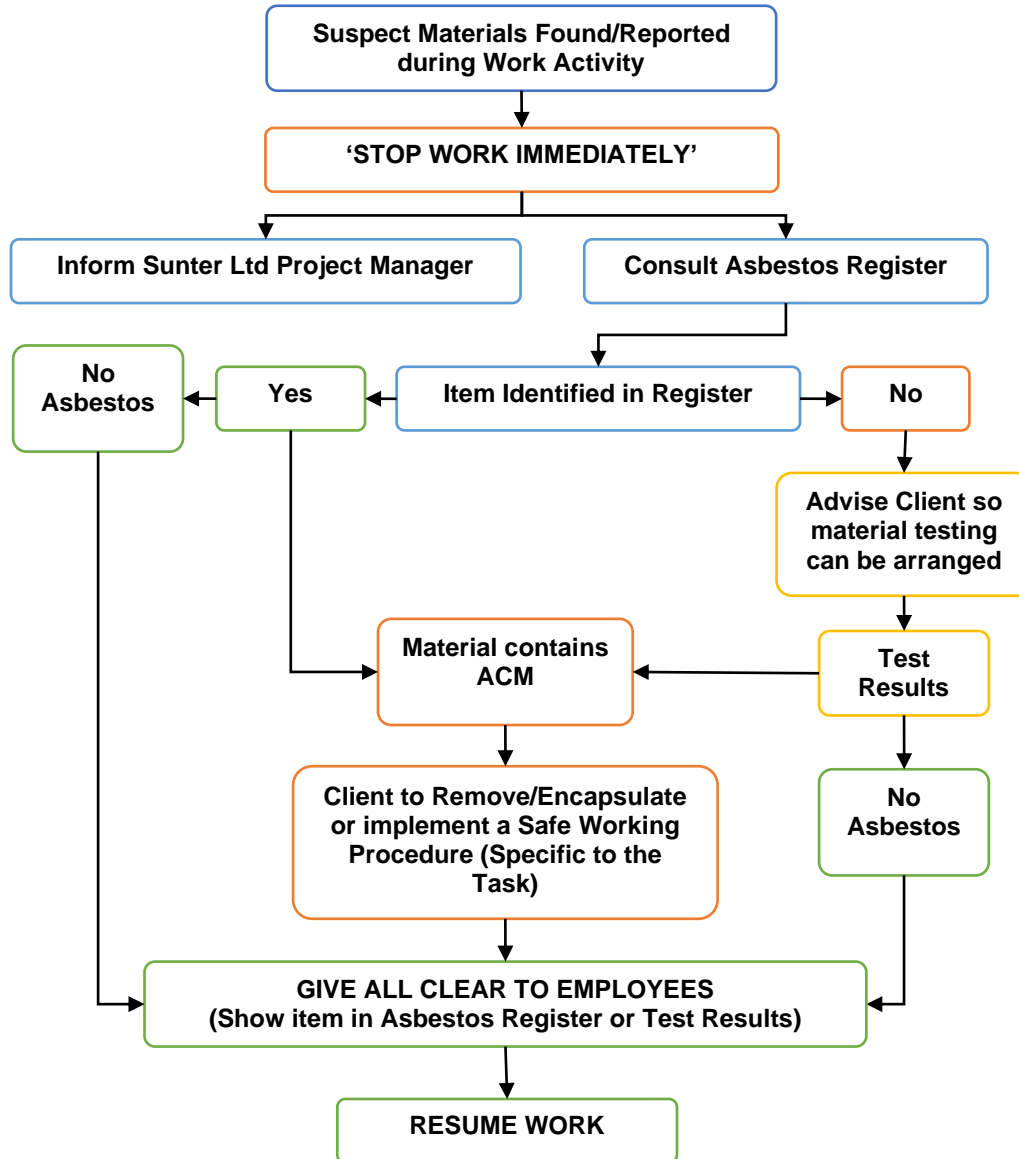 Suspect Materials Found/Reported
during Work Activity
‘STOP WORK IMMEDIATELY’
Inform Sunter Ltd Project Manager
Consult Asbestos Register
No
Asbestos
Yes
Item Identified in Register
No
Advise Client so
material testing
can be arranged
Material contains
ACM
Test
Results
Client to Remove/Encapsulate
or implement a Safe Working
Procedure (Specific to the
Task)
No
Asbestos
GIVE ALL CLEAR TO EMPLOYEES
(Show item in Asbestos Register or Test Results)
RESUME WORK